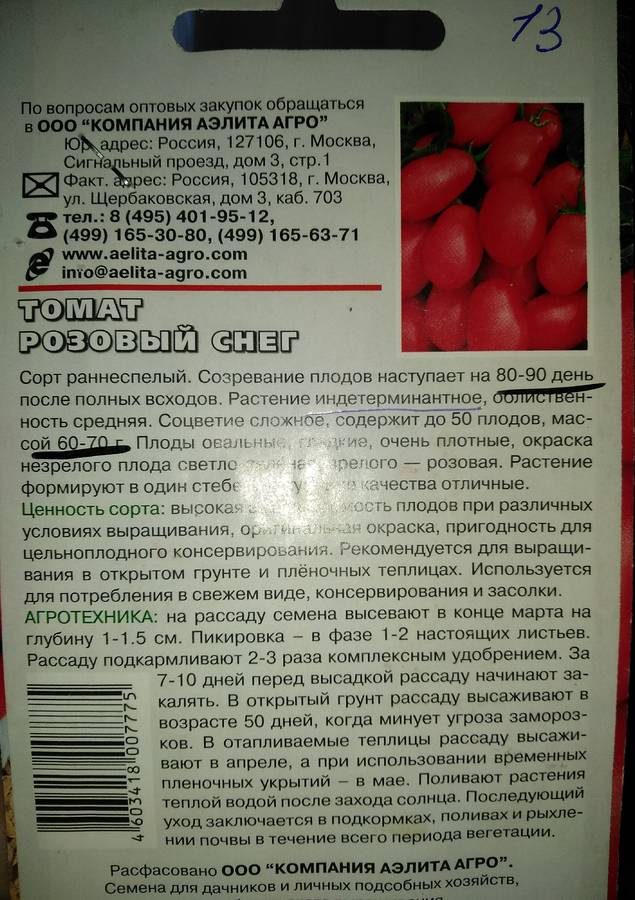 13
По вопросам оптовых закупок обращаться
в ООО "КОМПАНИЯ АЭЛИТА АГРО"
Юр. адрес: Россия, 127106, г. Москва,
Сигнальный проезд, дом 3, стр.1
Факт. адрес: Россия, 105318, г. Москва,
ул. Щербаковская, дом 3, каб. 703
тел.: 8 (495) 401-95-12,
(499) 165-30-80, (499) 165-63-71
www.aelita-agro.com
info@aelita-agro.com
ТОМАТ
РОЗОВЫЙ СНЕГ
Сорт раннеспелый. Созревание плодов наступает на 80-90 день
после полных всходов. Растение индетерминантное, облиствен-
ность средняя. Соцветие сложное, содержит до 50 плодов, мас-
сой 60-70 г. Плоды овальные, гладкие, очень плотные, окраска
незрелого плода светло-зеленая, зрелого — розовая. Растение
формируют в один качества отличные.
Ценность сорта: высокая плодов при различных
условиях выращивания, оригинальная окраска, пригодность для
цельноплодного консервирования. Рекомендуется для выращи-
вания в открытом грунте и плёночных теплицах. Используется
для потребления в свежем виде, консервирования и засолки.
АГРОТЕХНИКА: на рассаду семена высевают в конце марта на
глубину 1-1.5 см. Пикировка – в фазе 1-2 настоящих листьев.
Рассаду подкармливают 2-3 раза комплексным удобрением. За
7-10 дней перед высадкой рассаду начинают за-
калять. В открытый грунт рассаду высаживают в
возрасте 50 дней, когда минует угроза замороз-
ков. В отапливаемые теплицы рассаду высажи-
вают в апреле, а при использовании временных
пленочных укрытий – в мае. Поливают растения
теплой водой после захода солнца. Последующий
уход заключается в подкормках, поливах и рыхле-
нии почвы в течение всего периода вегетации.
4 603418 007775
Расфасовано ООО "КОМПАНИЯ АЭЛИТА АГРО".
Семена для дачников и личных подсобных хозяйств,